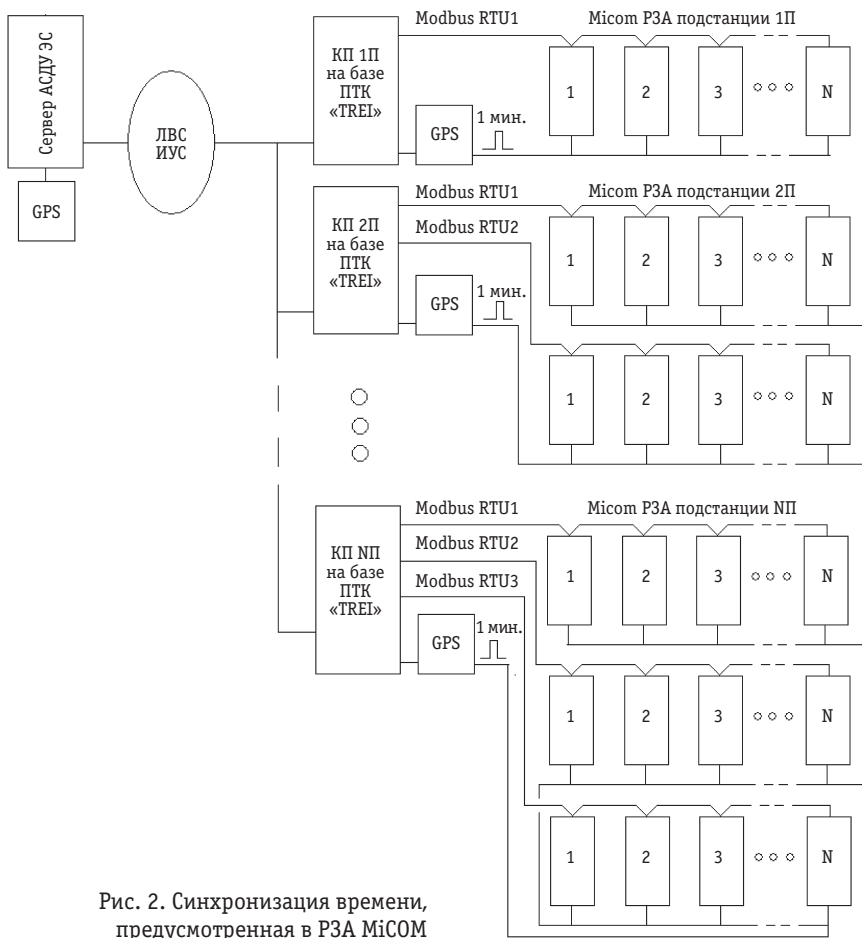 Сервер АСДУ ЭС
GPS
ЛВС
ИУС
КП 1П
на базе
ПТК
«TREI»
Modbus RTU1
Micom РЗА подстанции 1П
GPS
1 мин.
1
2
3
N
КП 2П
на базе
ПТК
«TREI»
Modbus RTU1
Micom РЗА подстанции 2П
Modbus RTU2
GPS
1 мин.
1
2
3
N
1
2
3
N
КП NП
на базе
ПТК
«TREI»
Modbus RTU1
Micom РЗА подстанции NП
Modbus RTU2
Modbus RTU3
GPS
1 мин.
1
2
3
N
1
2
3
N
1
2
3
N
Рис. 2. Синхронизация времени,
предусмотренная в РЗА MiCOM